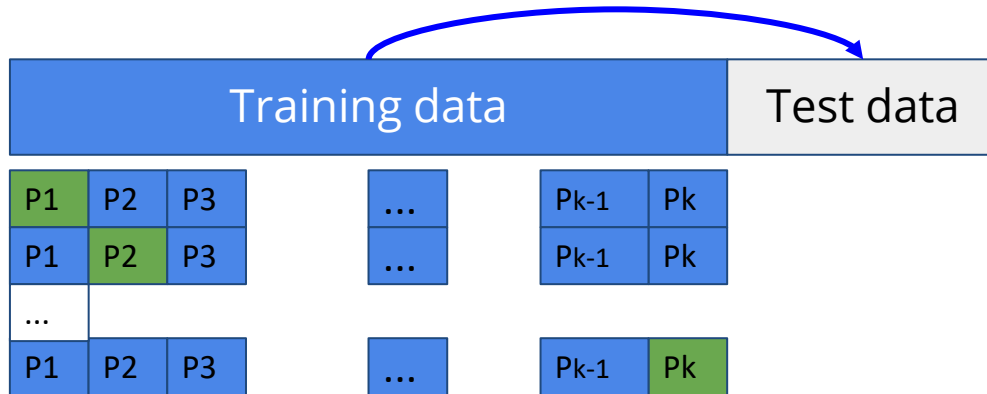 Training data Test data
P1 P2 P3 ... Pk-1 Pk
P1 P2 P3 ... Pk-1 Pk
...
P1 P2 P3 ... Pk-1 Pk